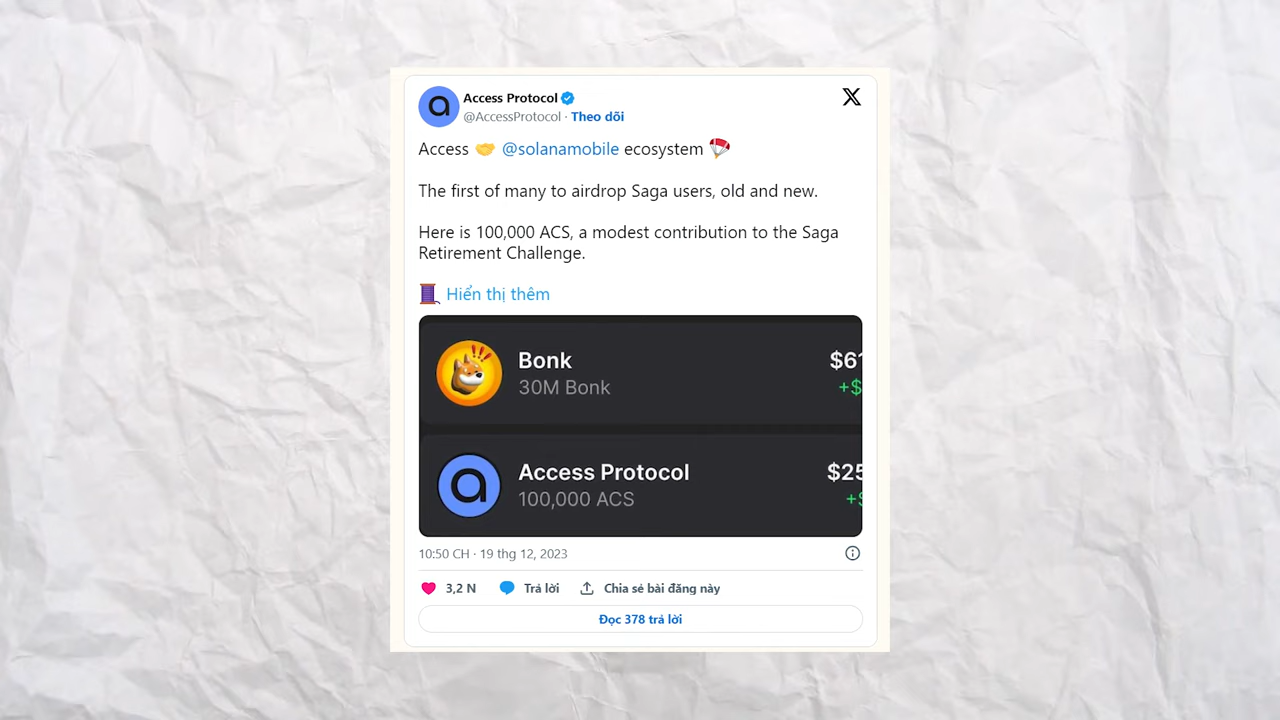 Access Protocol
@AccessProtocol · Theo dõi
Access 🤝 @solanamobile ecosystem 🪂
The first of many to airdrop Saga users, old and new.
Here is 100,000 ACS, a modest contribution to the Saga
Retirement Challenge.
🧵 Hiển thị thêm
Bonk
$61
30M Bonk
+$
Access Protocol
$25
100,000 ACS
+$
10:50 CH · 19 thg 12, 2023
3,2 N Trả lời Chia sẻ bài đăng này
Đọc 378 trả lời